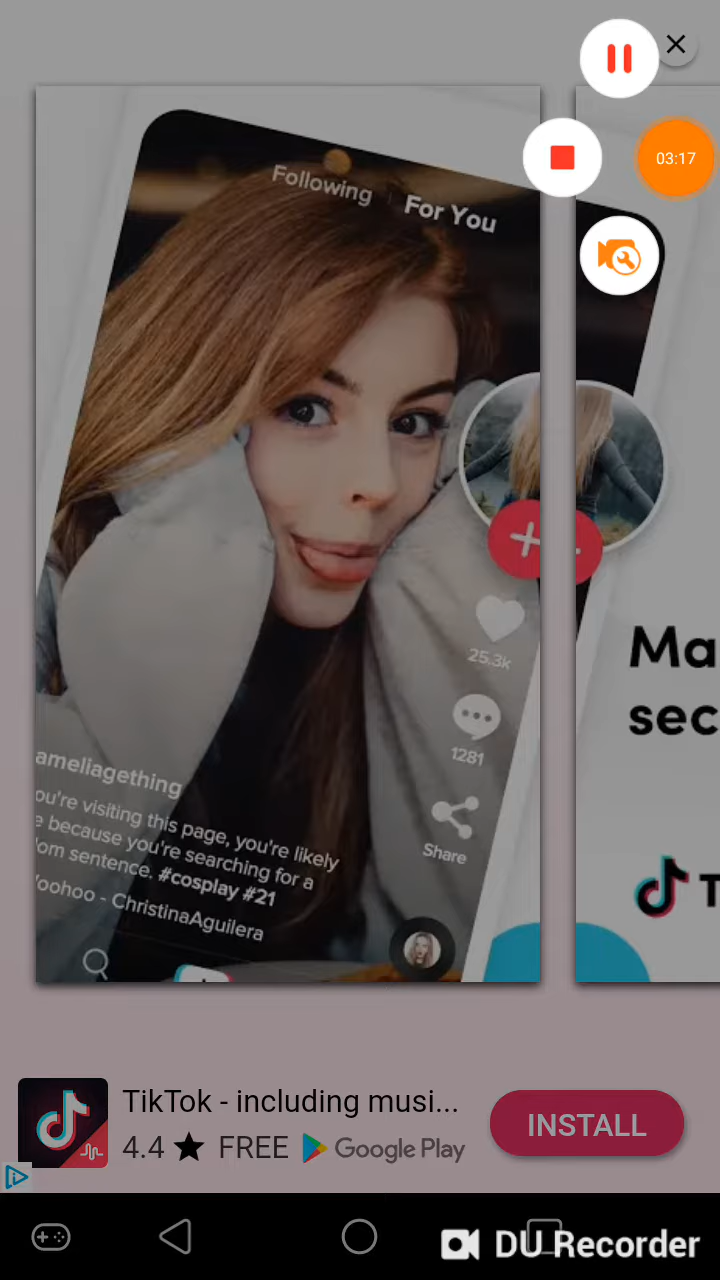 03:17
Following
For You
25.3k
1281
Share
ameliagething
ou're visiting this page, you're likely
e because you're searching for a
om sentence. #cosplay #21
oohoo - ChristinaAguilera
Ma
sec
T
TikTok - including musi...
4.4 ★ FREE Google Play
INSTALL
DU Recorder